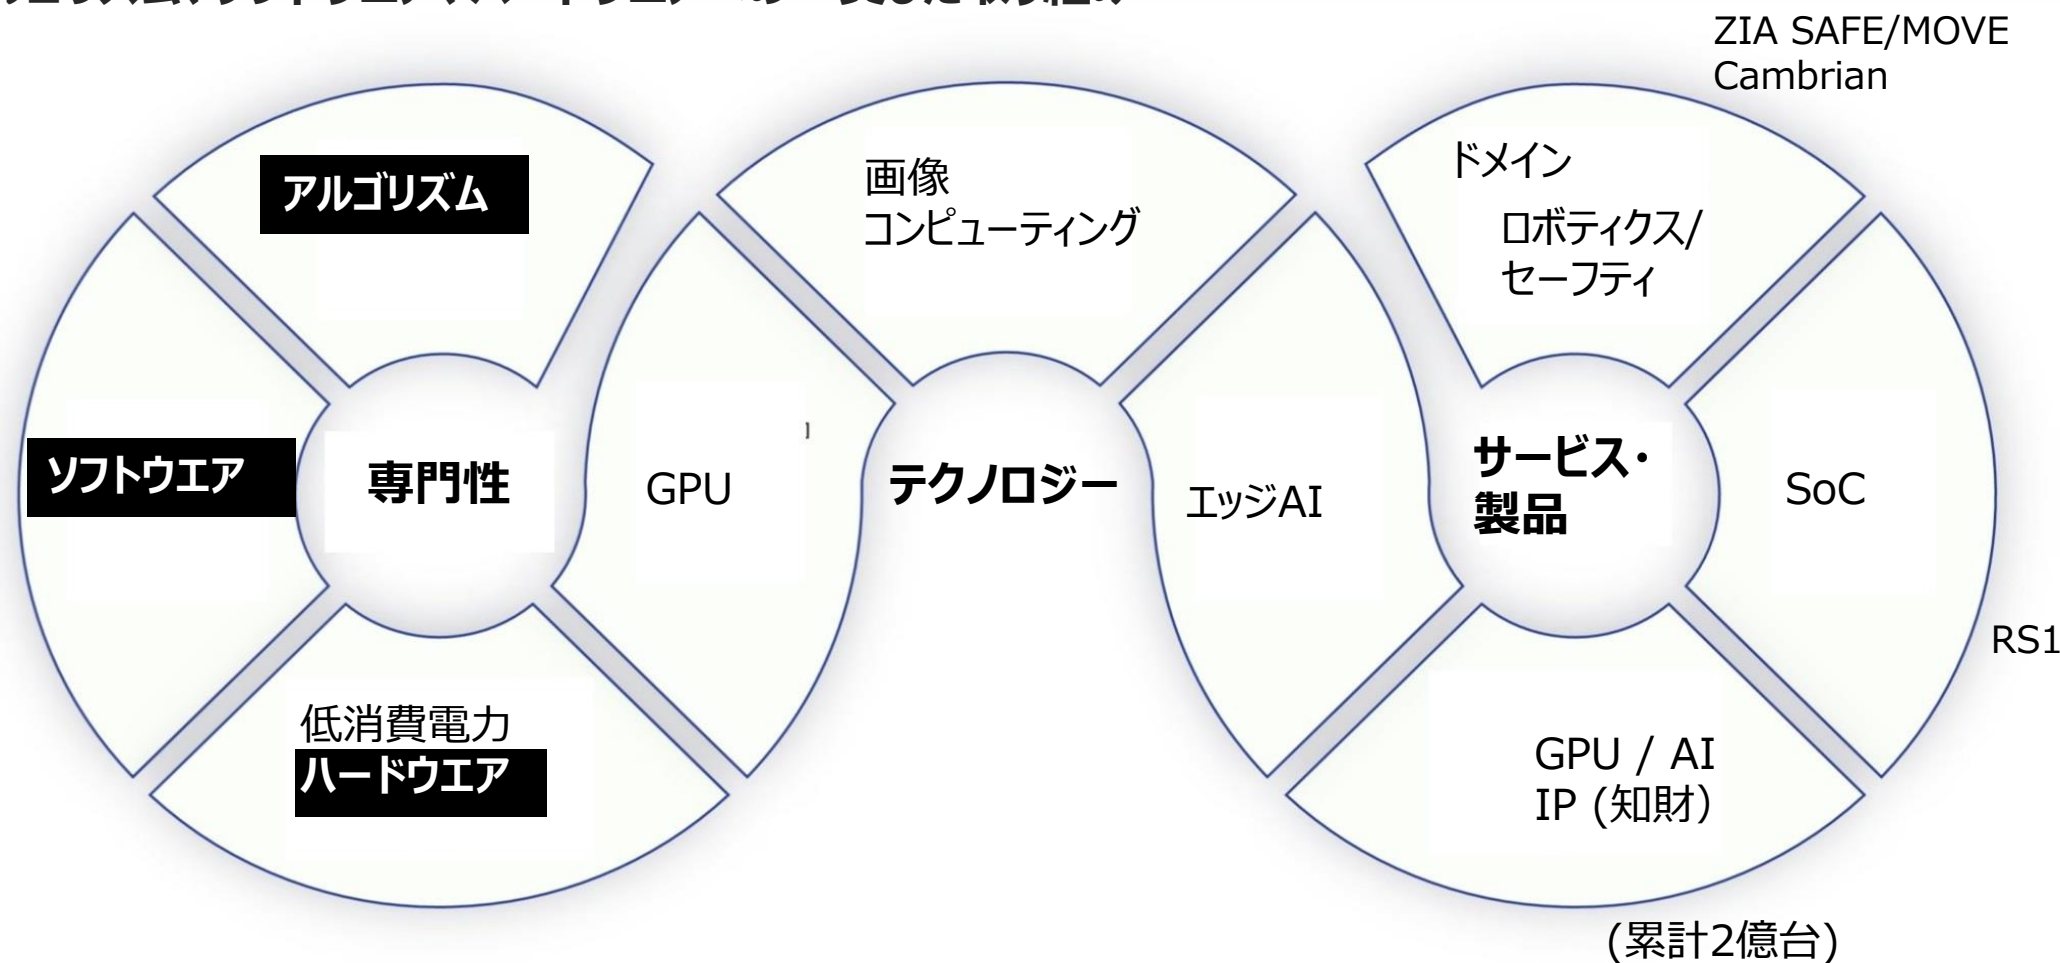 ZIA SAFE/MOVE
Cambrian
アルゴリズム
画像
コンピューティング
ドメイン
ロボティクス/
セーフティ
ソフトウエア
専門性
GPU
テクノロジー
エッジAI
サービス・
製品
SoC
RS1
低消費電力
ハードウエア
GPU / AI
IP (知財）
(累計2億台)